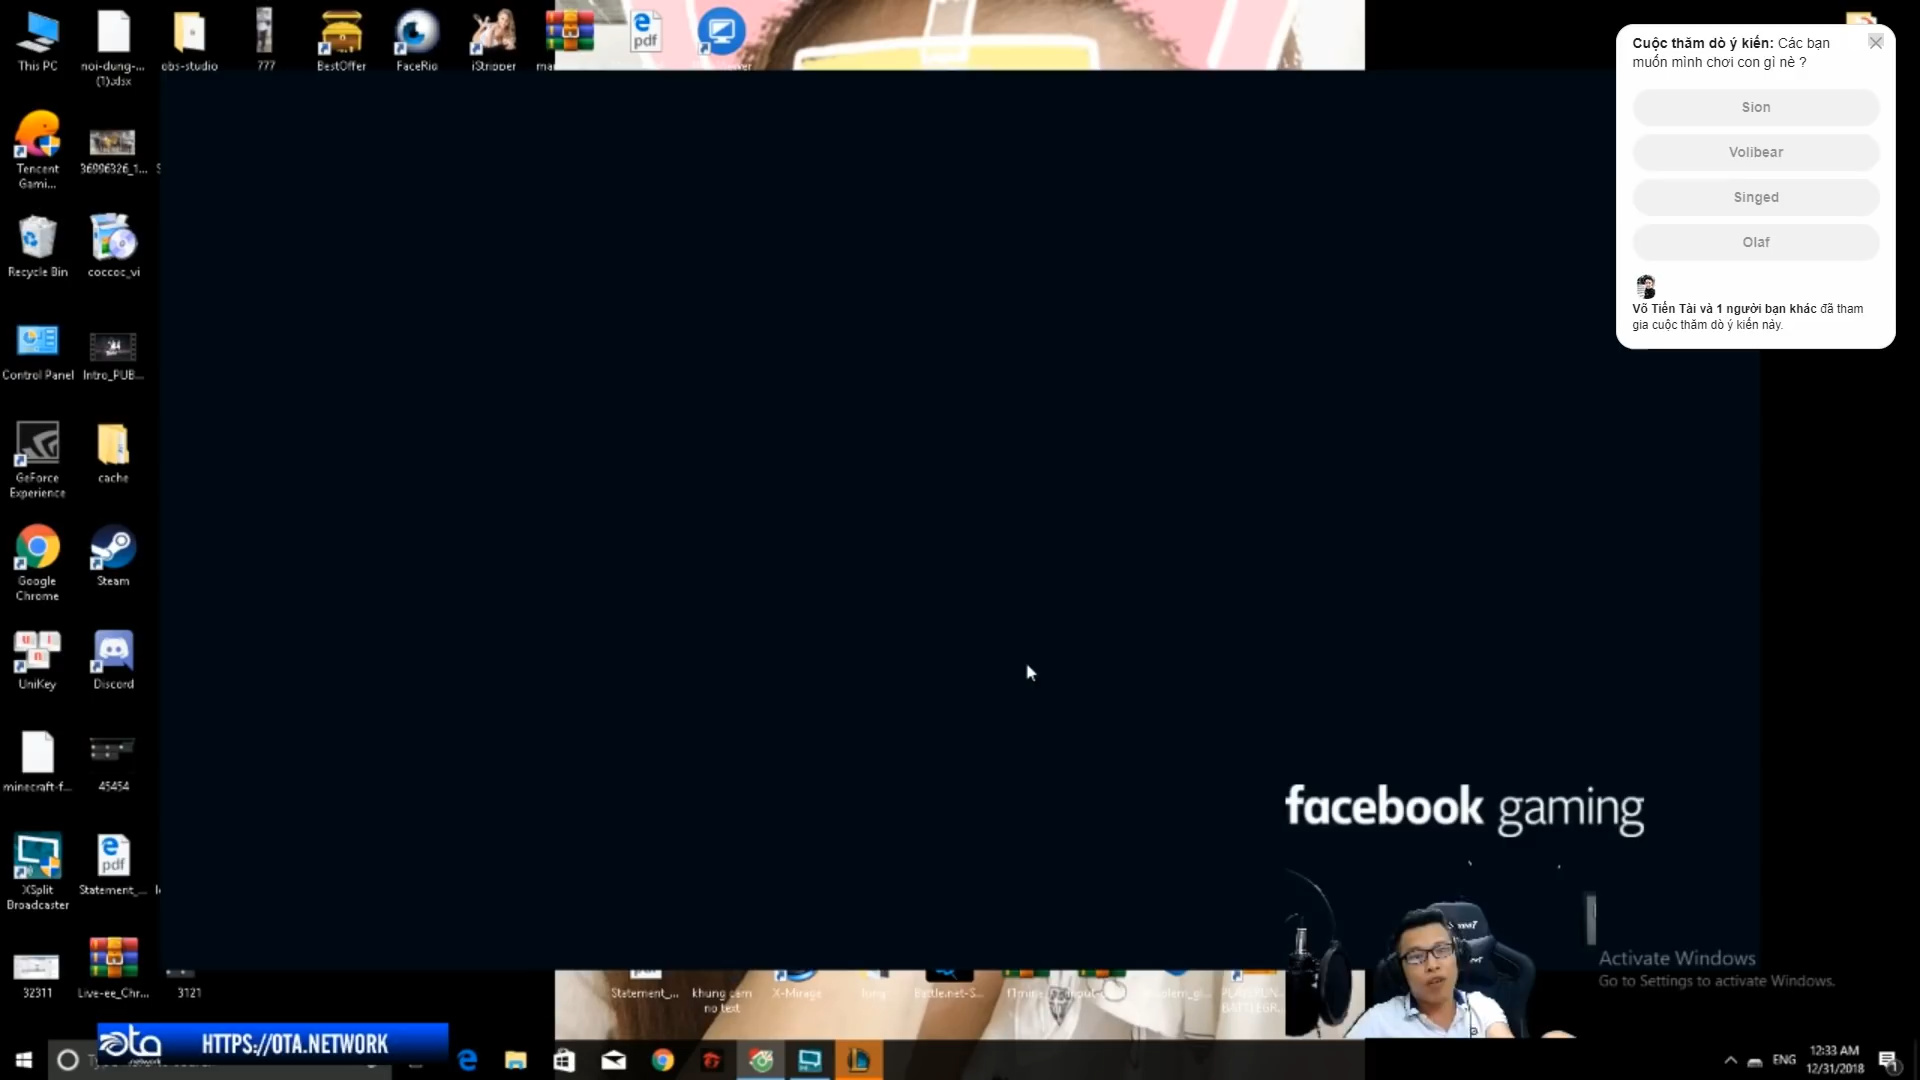 This PC
noi-dung-...
(1).xlsx
obs-studio
777
BestOffer
FaceRig
iStripper
pdf
Tencent
Gami...
36996326_1...
Recycle Bin
coccoc_vi
Control Panel
Intro_PUB...
GeForce
Experience
cache
Google
Chrome
Steam
UniKey
Discord
minecraft-f...
45454
XSplit
Broadcaster
pdf
Statement_...
32311
Live-ee_Chr...
3121
Statement_...
khung cam
no text
X-Mirage
Battle.net-S...
Cuộc thăm dò ý kiến: Các bạn
muốn mình chơi con gì nè ?
Sion
Volibear
Singed
Olaf
Võ Tiến Tài và 1 người bạn khác đã tham
gia cuộc thăm dò ý kiến này.
facebook gaming
Activate Windows
Go to Settings to activate Windows.
ota
.network
HTTPS://OTA.NETWORK
ENG
12:33 AM
12/31/2018